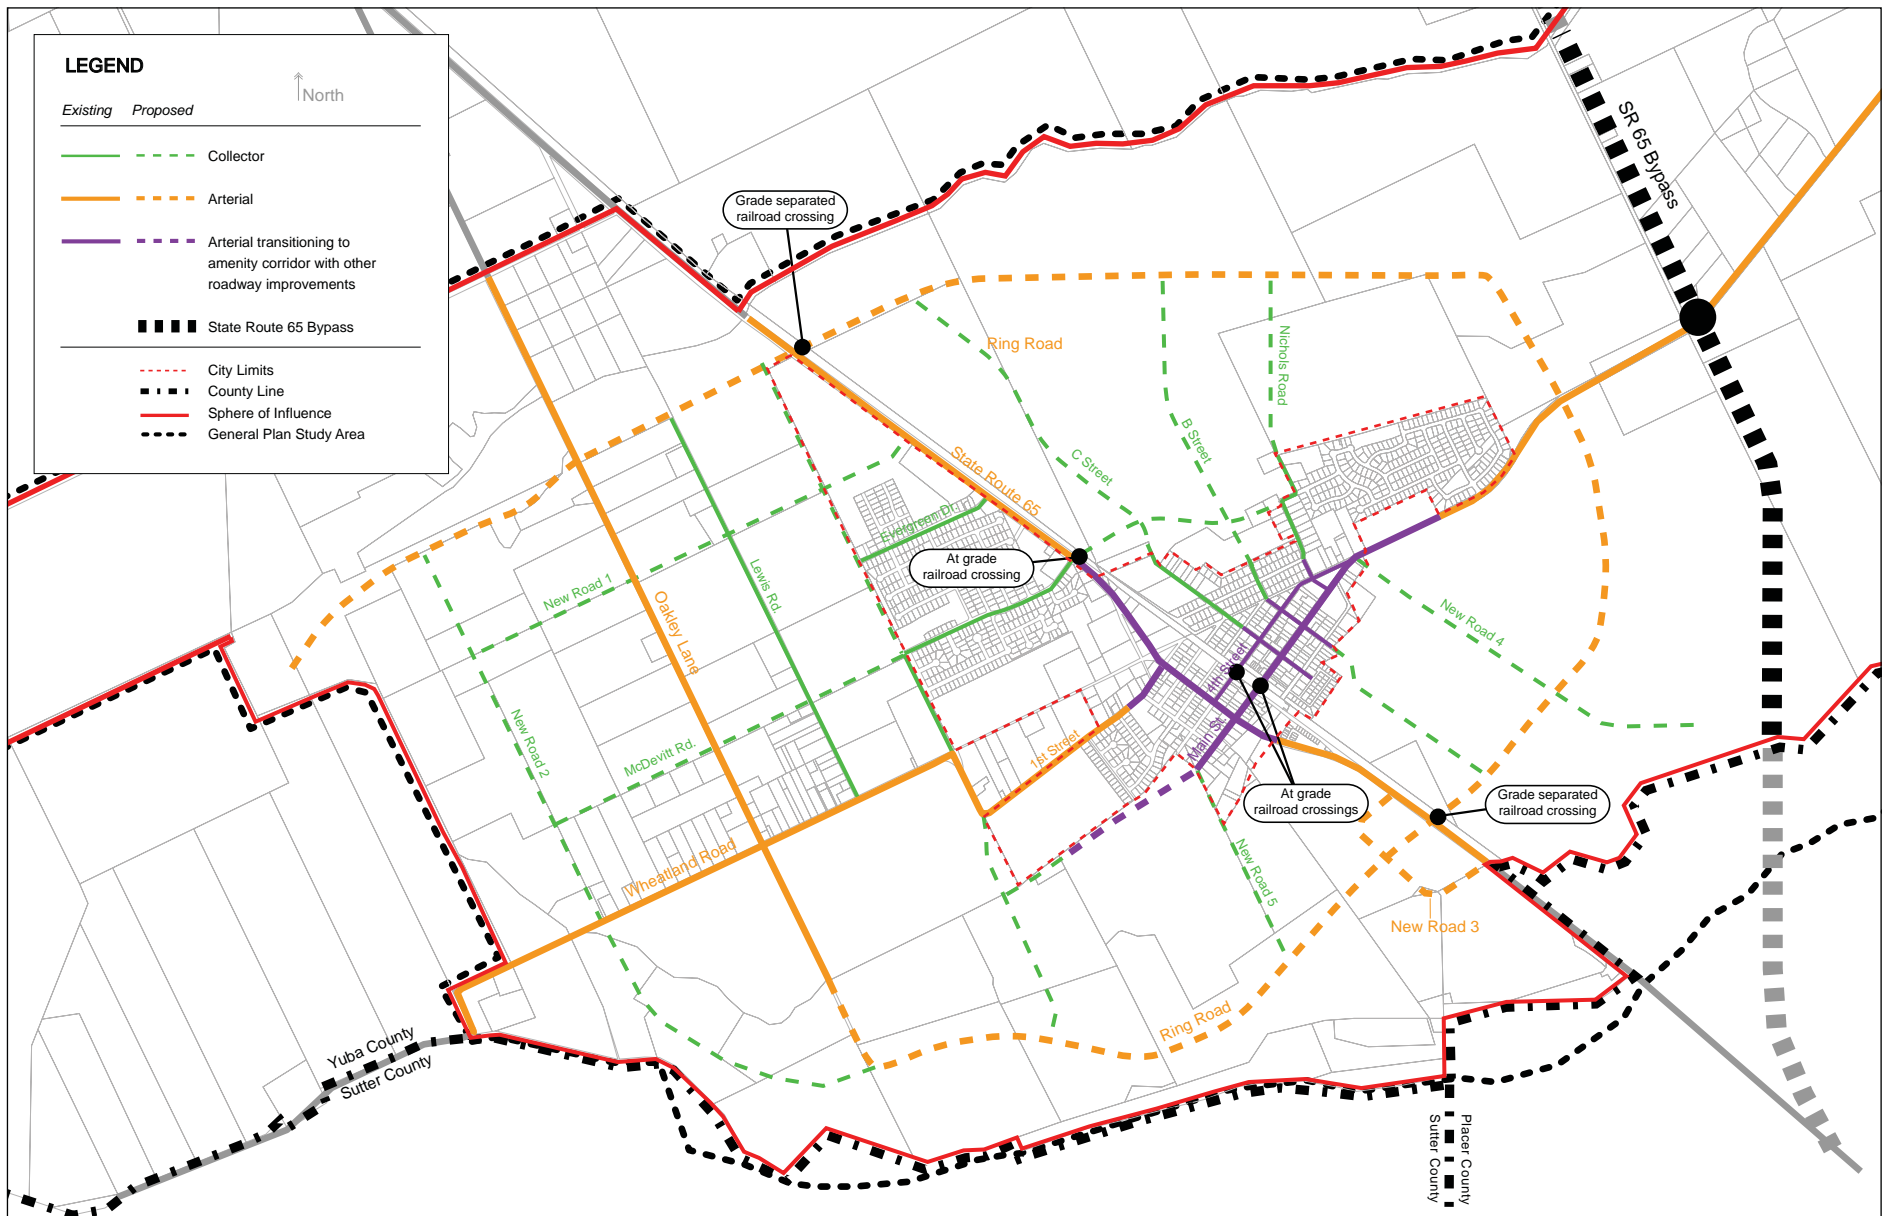 LEGEND
North
Existing Proposed
Collector
Arterial
Arterial transitioning to
amenity corridor with other
roadway improvements
State Route 65 Bypass
City Limits
County Line
Sphere of Influence
General Plan Study Area
SR 65 Bypass
Grade separated
railroad crossing
Ring Road
Nichols Road
B Street
C Street
State Route 65
Evergreen Dr.
At grade
railroad crossing
Lewis Rd.
New Road 1
Oakley Lane
New Road 4
4th Street
New Road 2
McDevitt Rd.
Main St.
1st Street
At grade
railroad crossings
Grade separated
railroad crossing
Wheatland Road
New Road 5
New Road 3
Ring Road
Yuba County
Sutter County
Placer County
Sutter County